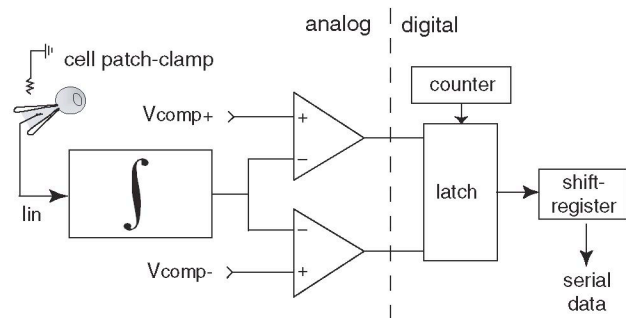 analog
digital
cell patch-clamp
counter
Vcomp+
+
−
∫
latch
shift-
register
Iin
−
+
Vcomp-
serial
data